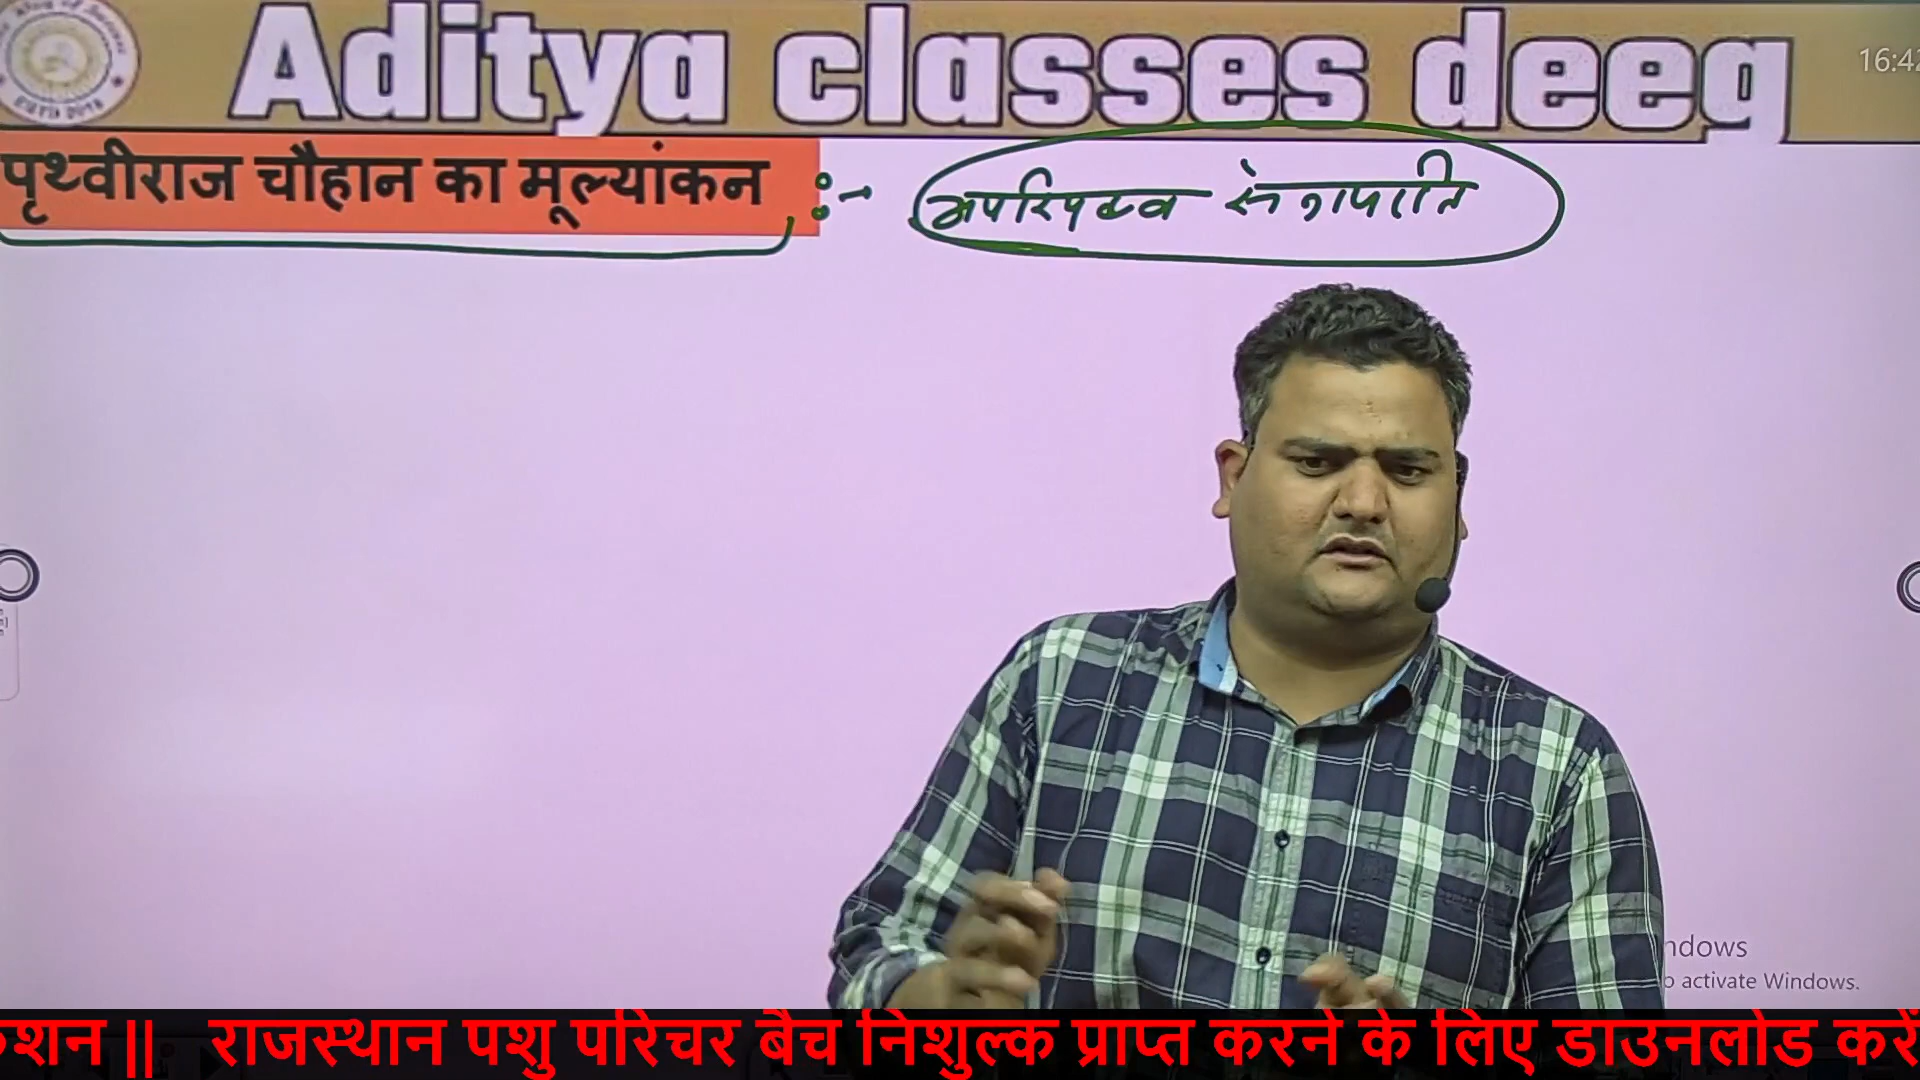 Aditya classes deeg
16:42
पृथ्वीराज चौहान का मूल्यांकन :- अपरिपक्व सेनापति
ndows
o activate Windows.
कशन || राजस्थान पशु परिचर बैच निशुल्क प्राप्त करने के लिए डाउनलोड करें